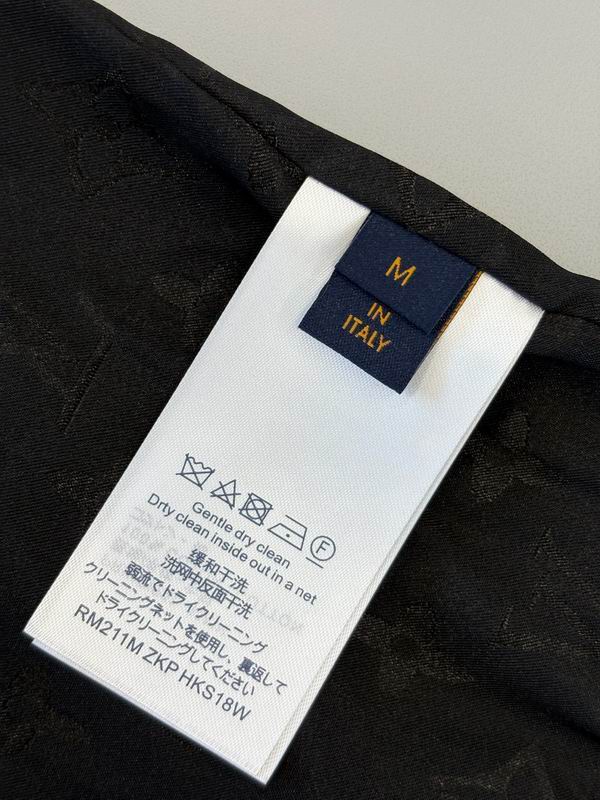 M
IN
ITALY
F
Gentle dry clean
Drty clean inside out in a net
缓和干洗
洗网中反面干洗
弱流でドライクリーニング
クリーニングネットを使用し、裏返して
ドライクリーニングしてください
RM211M ZKP HKS18W